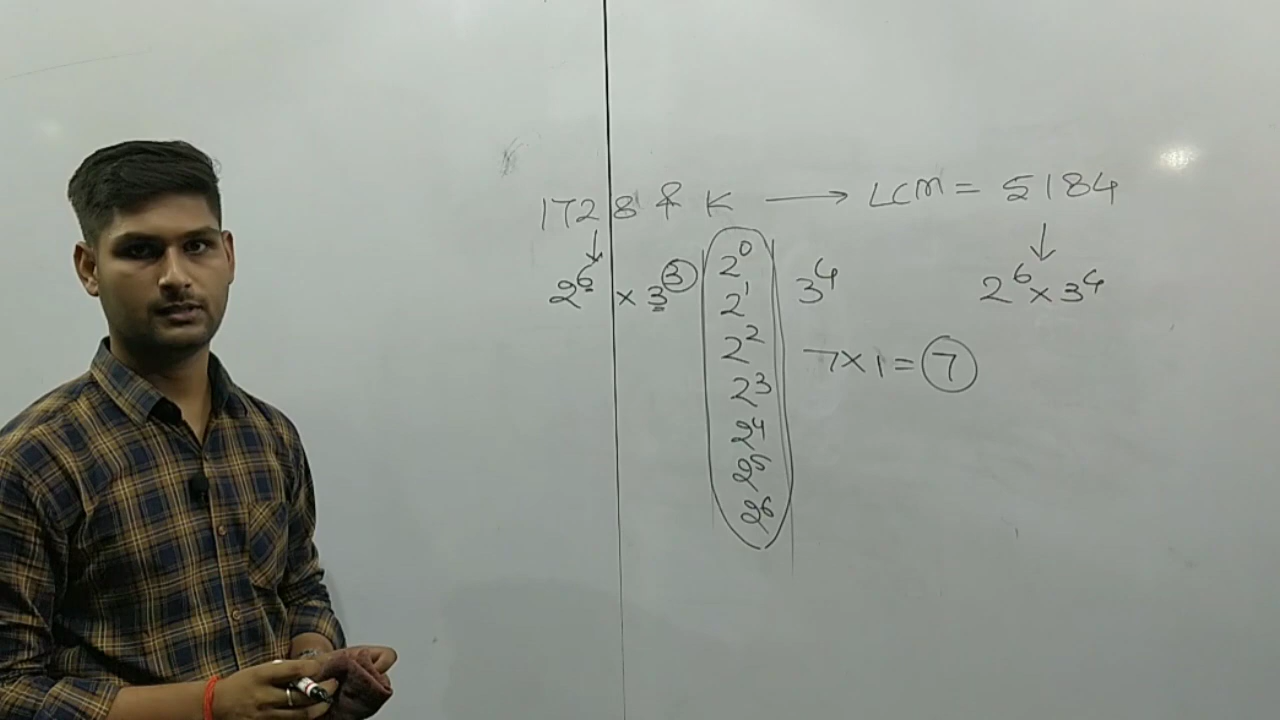 1728 & K → LCM = 5184
↓ ↓
2⁶ × 3³ 2⁰ 3⁴ 2⁶ × 3⁴
2¹
2²
7 × 1 = 7
2³
2⁴
2⁵
2⁶